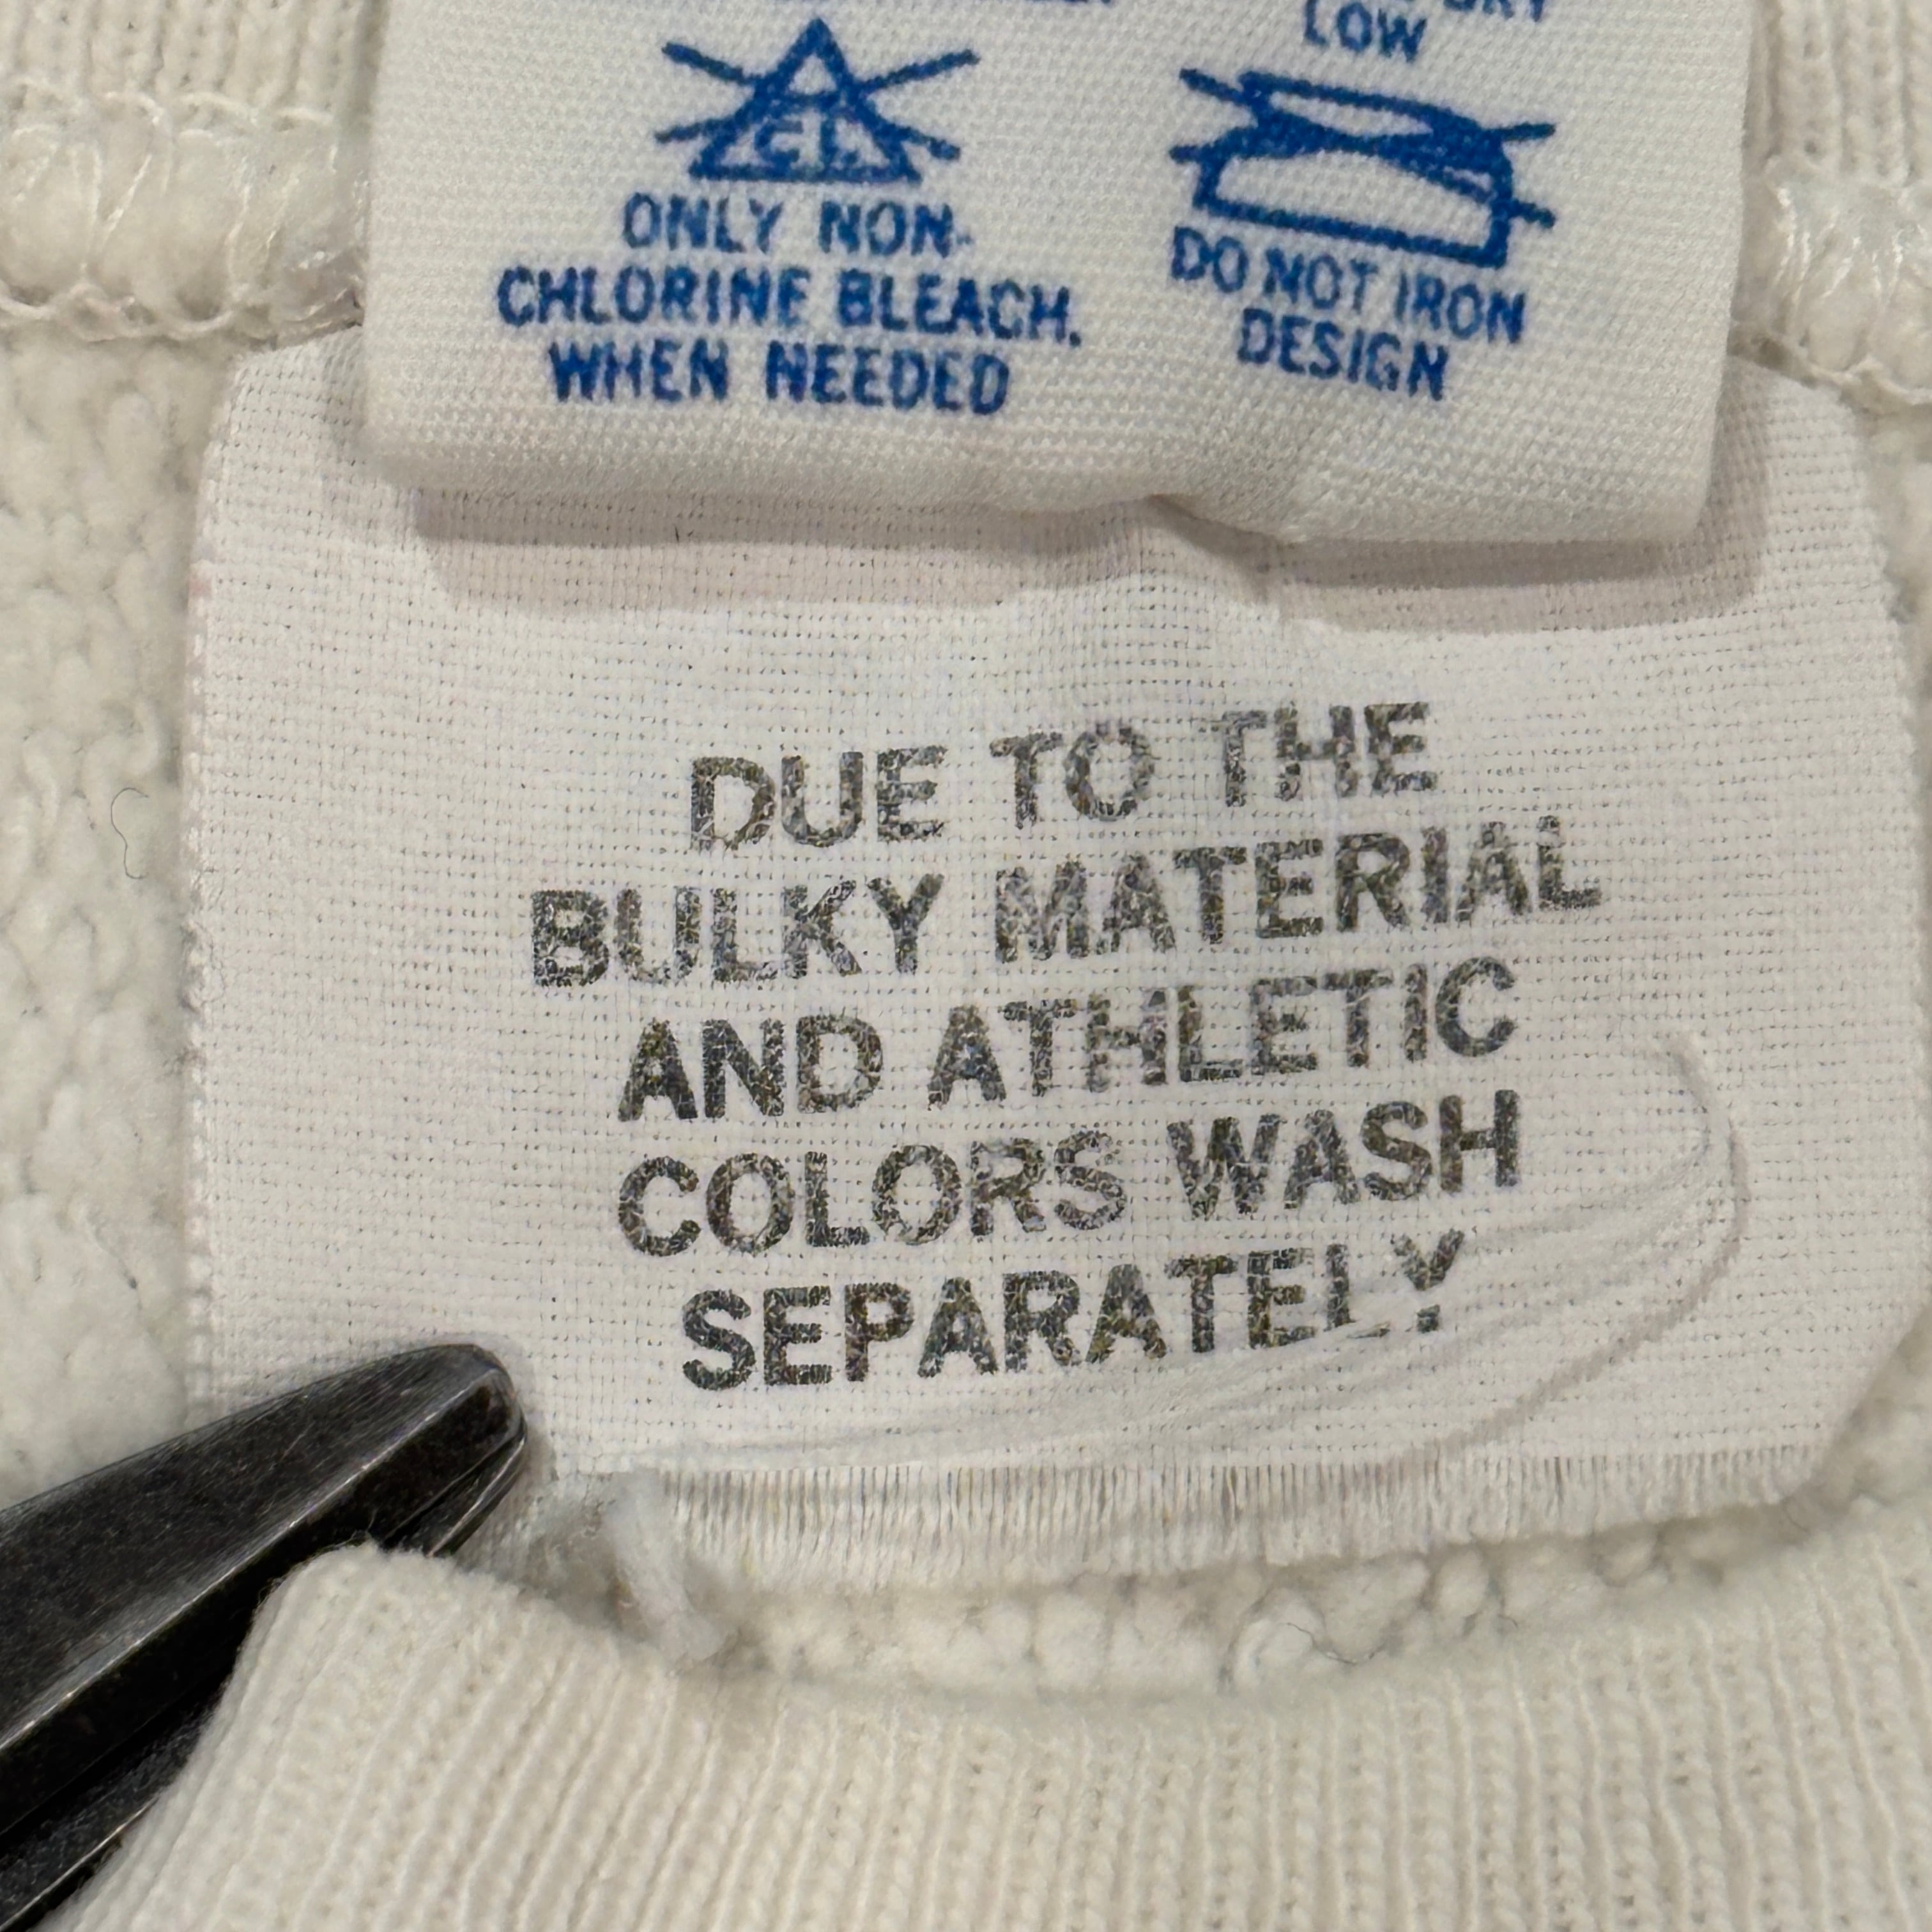 LOW
CL
ONLY NON-
CHLORINE BLEACH.
WHEN NEEDED
DO NOT IRON
DESIGN
DUE TO THE
BULKY MATERIAL
AND ATHLETIC
COLORS WASH
SEPARATELY